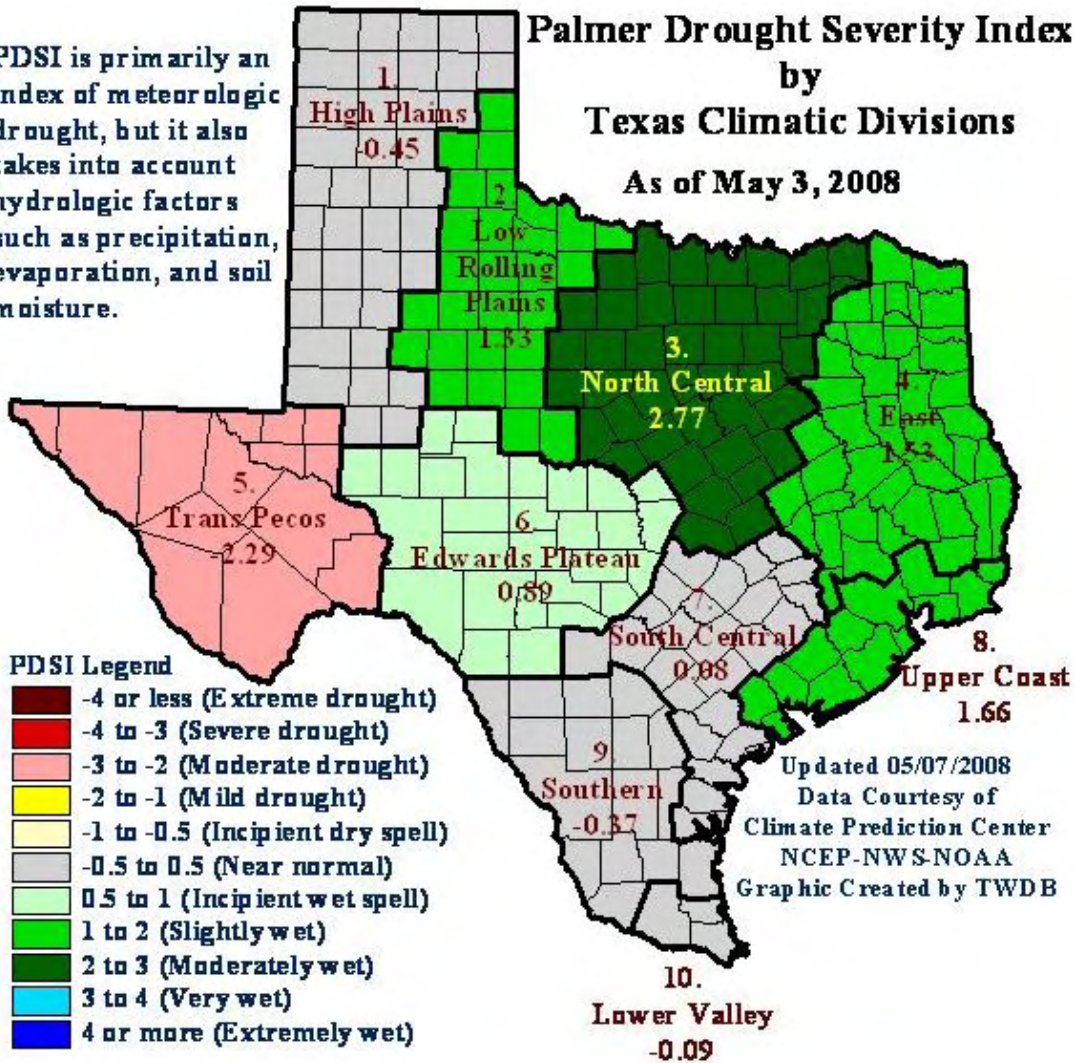 Palmer Drought Severity Index
by
Texas Climatic Divisions
As of May 3, 2008
PDSI is primarily an
index of meteorologic
drought, but it also
takes into account
hydrologic factors
such as precipitation,
evaporation, and soil
moisture.
1.
High Plains
-0.45
2.
Low
Rolling
Plains
1.33
3.
North Central
2.77
4.
East
1.53
5.
Trans Pecos
2.29
6.
Edwards Plateau
0.89
7.
South Central
0.08
8.
Upper Coast
1.66
9
Southern
-0.37
10.
Lower Valley
-0.09
PDSI Legend
-4 or less (Extreme drought)
-4 to -3 (Severe drought)
-3 to -2 (Moderate drought)
-2 to -1 (Mild drought)
-1 to -0.5 (Incipient dry spell)
-0.5 to 0.5 (Near normal)
0.5 to 1 (Incipient wet spell)
1 to 2 (Slightly wet)
2 to 3 (Moderately wet)
3 to 4 (Very wet)
4 or more (Extremely wet)
Updated 05/07/2008
Data Courtesy of
Climate Prediction Center
NCEP-NWS-NOAA
Graphic Created by TWDB